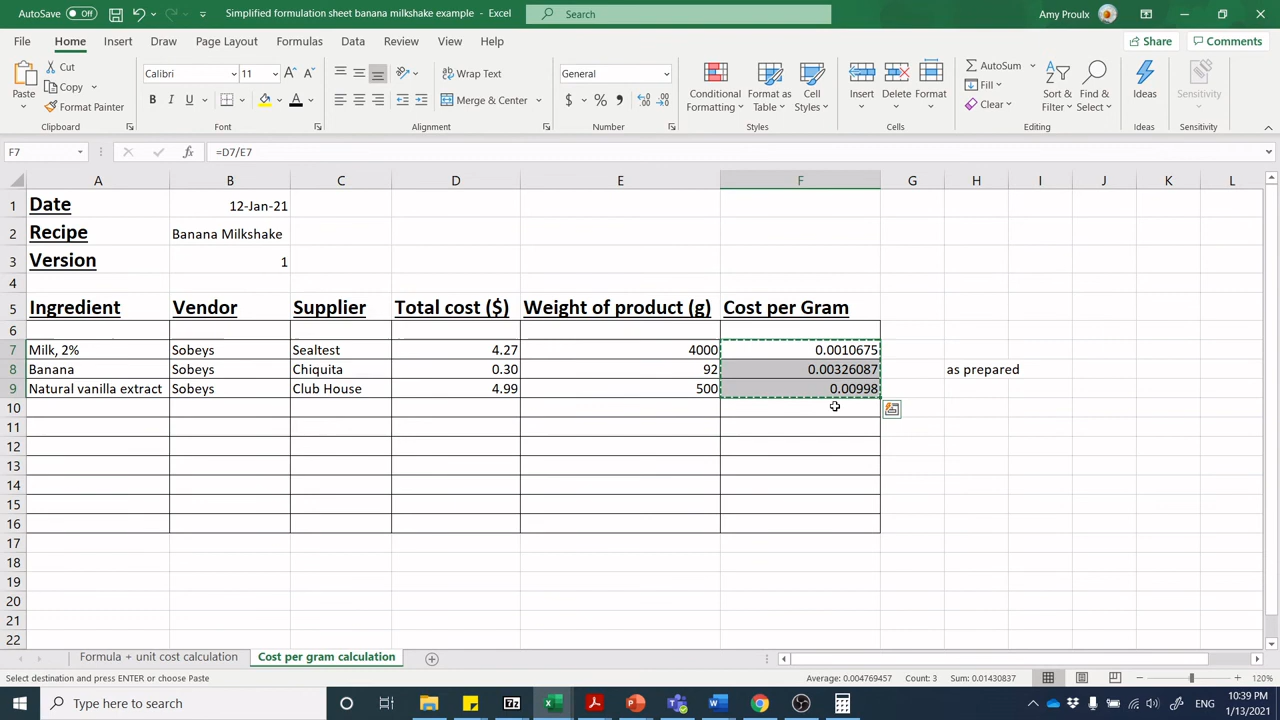 AutoSave Off Simplified formulation sheet banana milkshake example - Excel Search Amy Proulx
File Home Insert Draw Page Layout Formulas Data Review View Help Share Comments
Paste Cut Copy Format Painter Clipboard
Calibri 11 B I U Font
Wrap Text Merge & Center Alignment
General $ % Number
Conditional Formatting Format as Table Cell Styles Styles
Insert Delete Format Cells
AutoSum Fill Clear Sort & Filter Find & Select Editing
Ideas Ideas
Sensitivity Sensitivity
F7 fx =D7/E7
A B C D E F G H I J K L
1 Date 12-Jan-21
2 Recipe Banana Milkshake
3 Version 1
4
5 Ingredient Vendor Supplier Total cost ($) Weight of product (g) Cost per Gram
6
7 Milk, 2% Sobeys Sealtest 4.27 4000 0.0010675
8 Banana Sobeys Chiquita 0.30 92 0.00326087 as prepared
9 Natural vanilla extract Sobeys Club House 4.99 500 0.00998
10
11
12
13
14
15
16
17
18
19
20
21
22
Formula + unit cost calculation Cost per gram calculation
Select destination and press ENTER or choose Paste Average: 0.004769457 Count: 3 Sum: 0.01430837 120%
Type here to search ENG 10:39 PM
1/13/2021